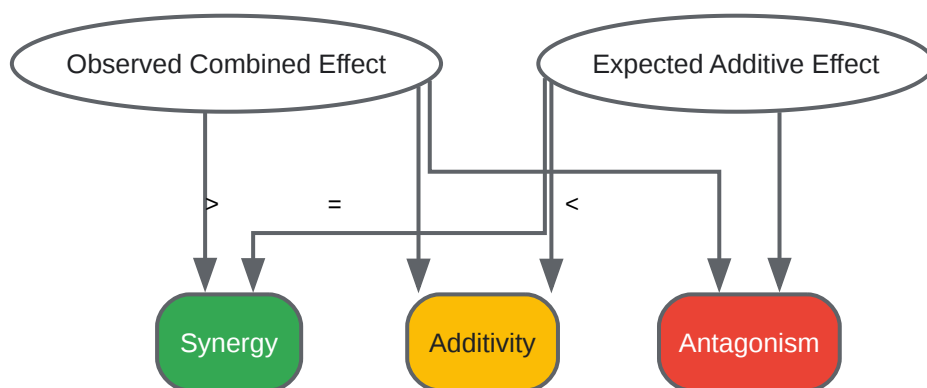 Observed Combined Effect
Expected Additive Effect
>
=
<
Synergy
Additivity
Antagonism